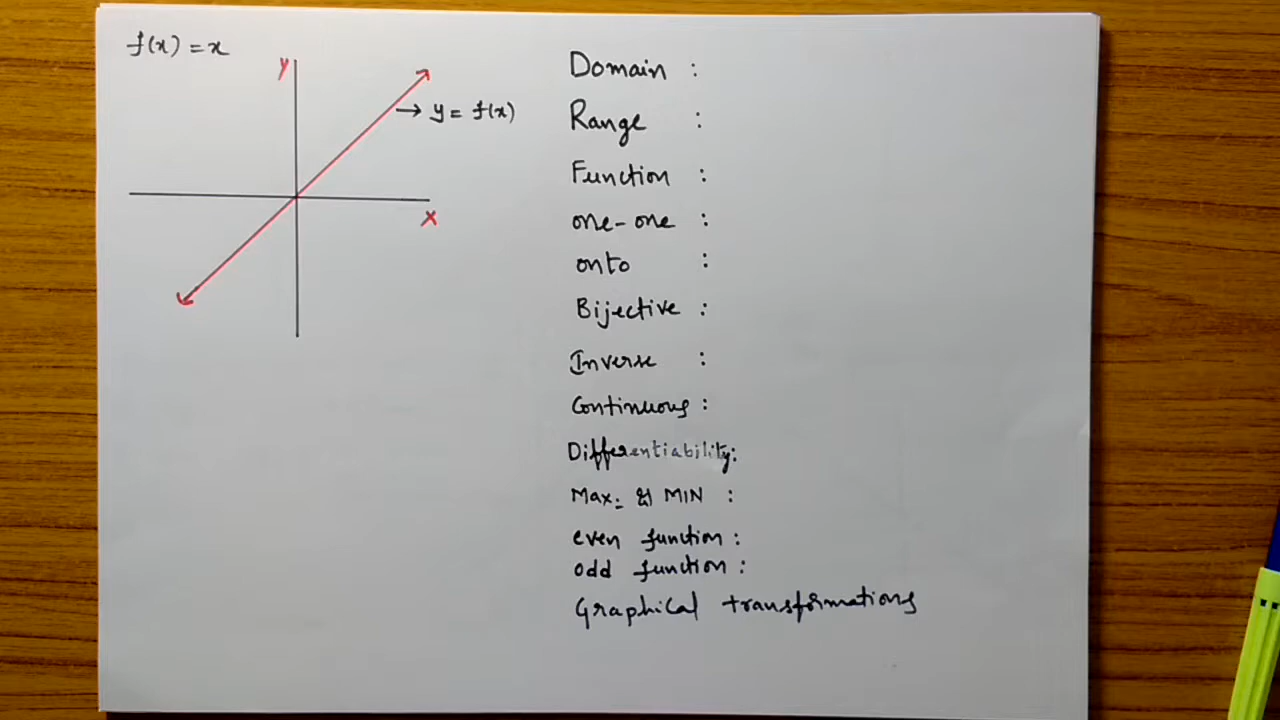 f(x) = x
y
→ y = f(x)
x
Domain :
Range :
Function :
one-one :
onto :
Bijective :
Inverse :
Continuous :
Differentiability:
Max. & MIN :
even function :
odd function :
Graphical transformations